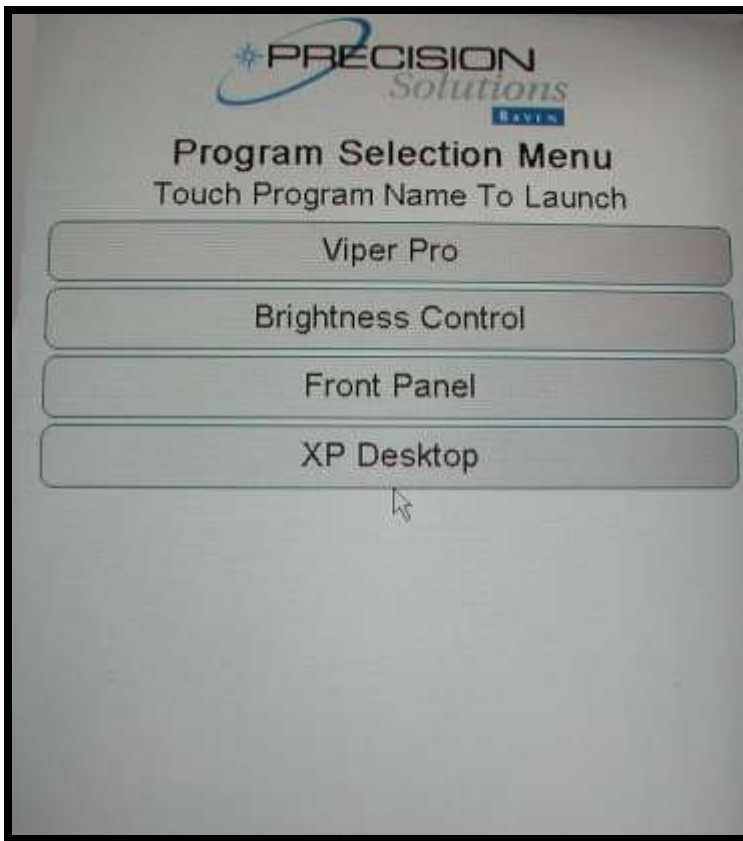 PRECISION
Solutions
RAVEN
Program Selection Menu
Touch Program Name To Launch
Viper Pro
Brightness Control
Front Panel
XP Desktop